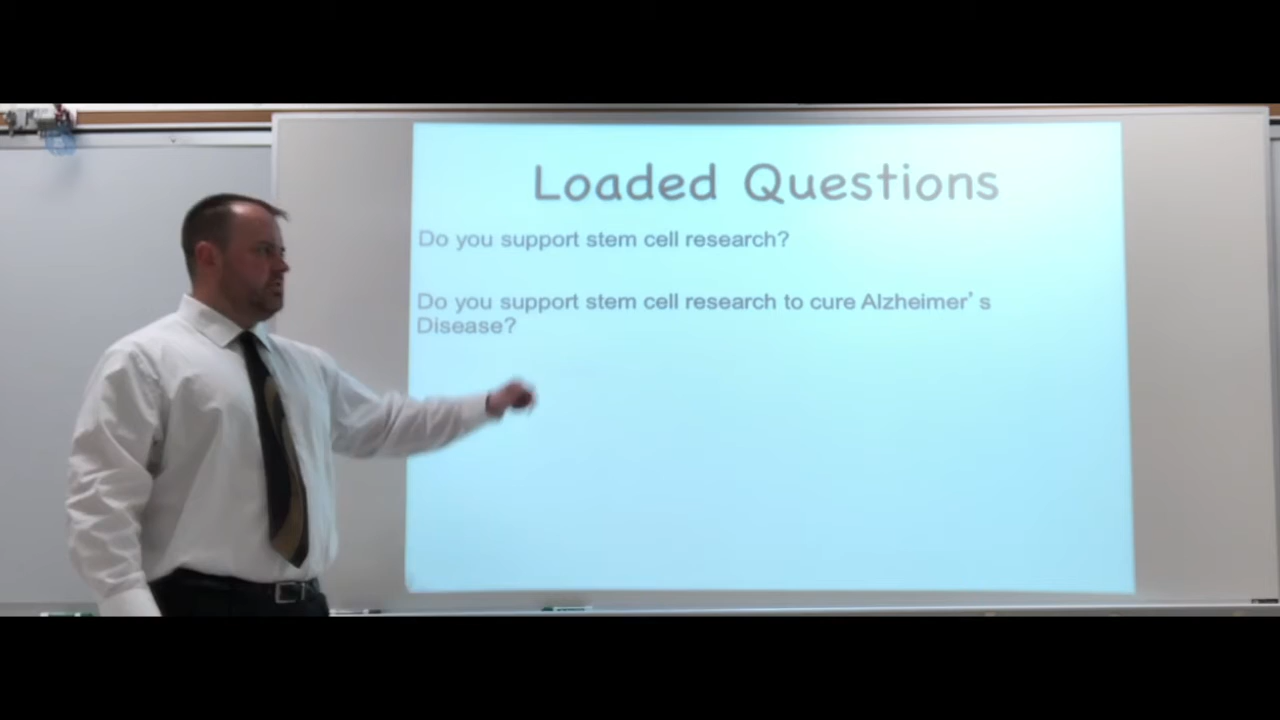 Loaded Questions
Do you support stem cell research?
Do you support stem cell research to cure Alzheimer’s
Disease?